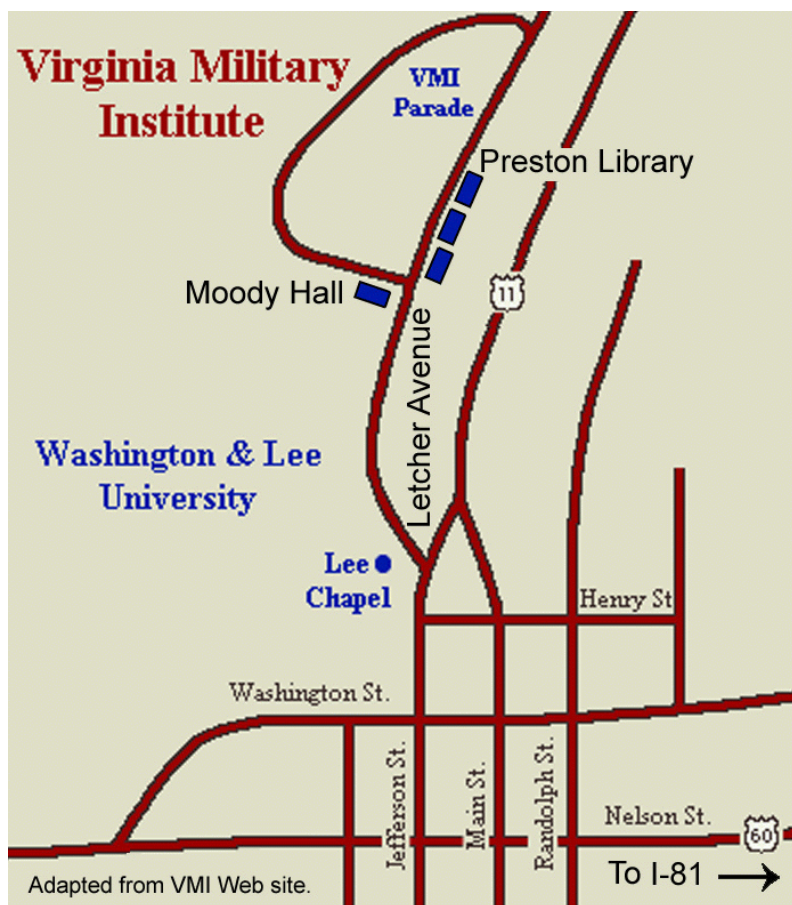 Virginia Military
Institute
VMI
Parade
Preston Library
Moody Hall
11
Letcher Avenue
Washington & Lee
University
Lee
Chapel
Henry St
Washington St.
Jefferson St.
Main St.
Randolph St.
Nelson St.
60
To I-81
Adapted from VMI Web site.